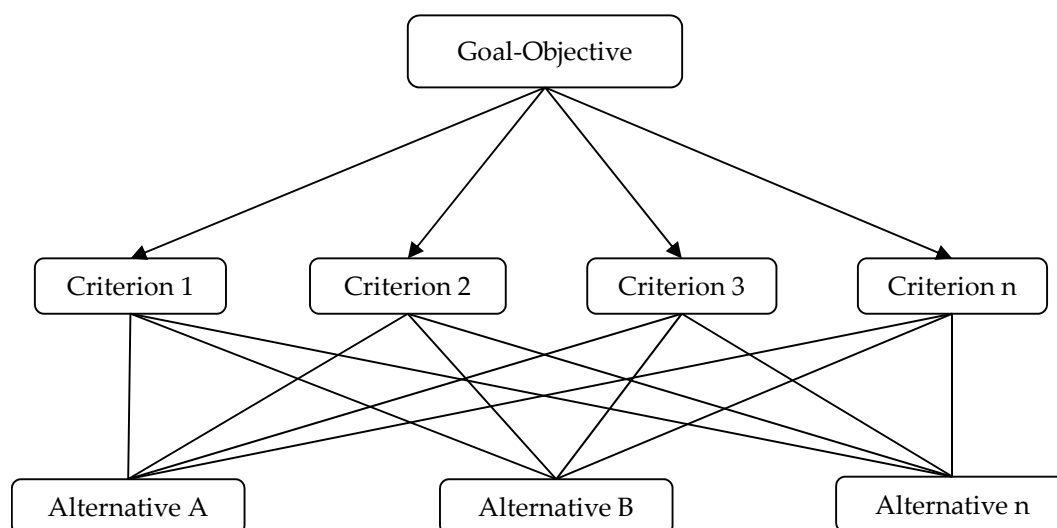 Goal-Objective
Criterion 1
Criterion 2
Criterion 3
Criterion n
Alternative A
Alternative B
Alternative n